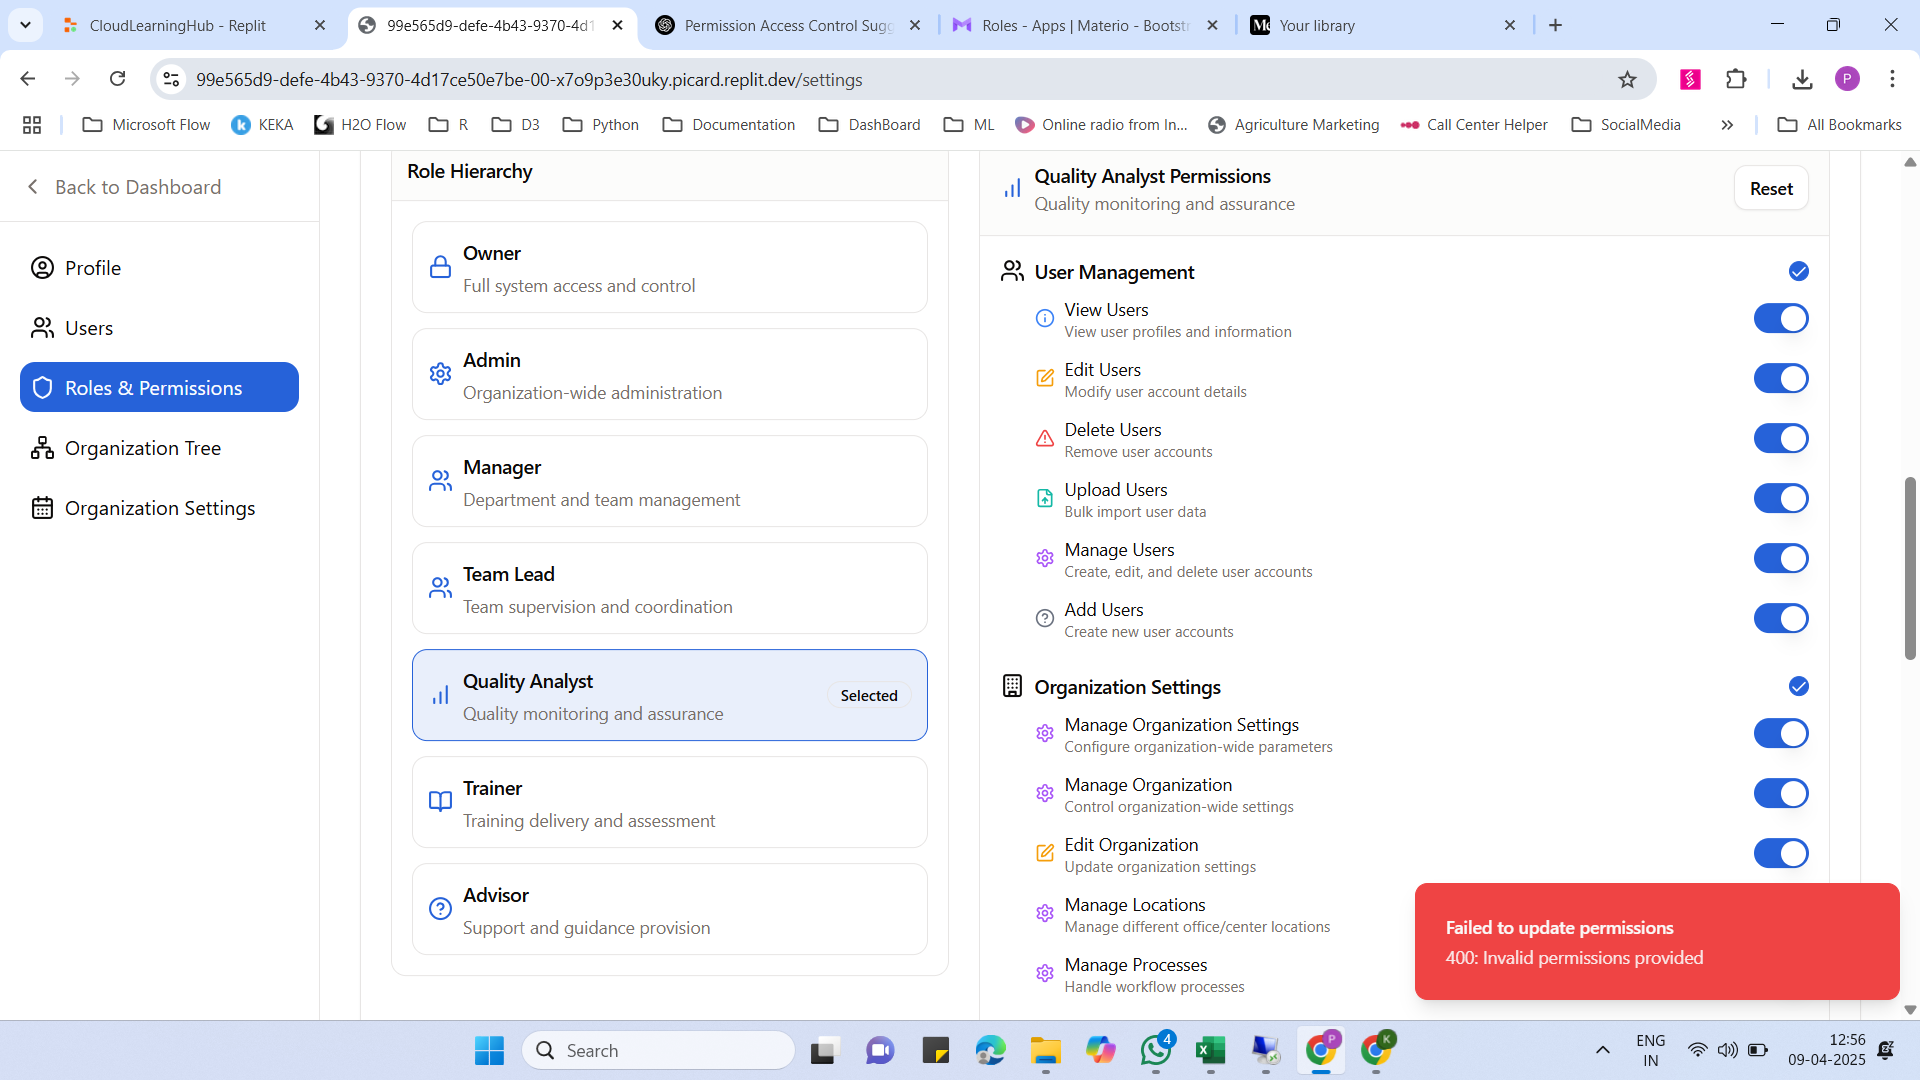 CloudLearningHub - Replit
99e565d9-defe-4b43-9370-4d1
Permission Access Control Sugg
Roles - Apps | Materio - Bootstr
Your library
99e565d9-defe-4b43-9370-4d17ce50e7be-00-x7o9p3e30uky.picard.replit.dev/settings
P
Microsoft Flow
KEKA
H2O Flow
R
D3
Python
Documentation
DashBoard
ML
Online radio from In...
Agriculture Marketing
Call Center Helper
SocialMedia
All Bookmarks
Back to Dashboard
Profile
Users
Roles & Permissions
Organization Tree
Organization Settings
Role Hierarchy
Owner
Full system access and control
Admin
Organization-wide administration
Manager
Department and team management
Team Lead
Team supervision and coordination
Quality Analyst
Quality monitoring and assurance
Selected
Trainer
Training delivery and assessment
Advisor
Support and guidance provision
Quality Analyst Permissions
Quality monitoring and assurance
Reset
User Management
View Users
View user profiles and information
Edit Users
Modify user account details
Delete Users
Remove user accounts
Upload Users
Bulk import user data
Manage Users
Create, edit, and delete user accounts
Add Users
Create new user accounts
Organization Settings
Manage Organization Settings
Configure organization-wide parameters
Manage Organization
Control organization-wide settings
Edit Organization
Update organization settings
Manage Locations
Manage different office/center locations
Manage Processes
Handle workflow processes
Failed to update permissions
400: Invalid permissions provided
Search
4
P
K
ENG
IN
12:56
09-04-2025